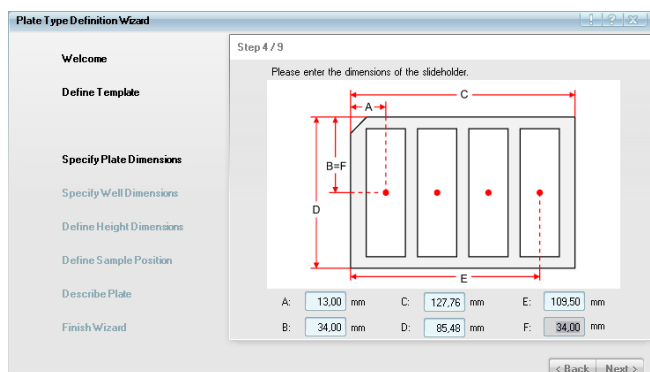 Plate Type Definition Wizard
Step 4 / 9
Welcome
Please enter the dimensions of the slideholder.
Define Template
C
A
Specify Plate Dimensions
B=F
Specify Well Dimensions
D
Define Height Dimensions
Define Sample Position
E
Describe Plate
A: 13,00 mm C: 127,76 mm E: 109,50 mm
Finish Wizard
B: 34,00 mm D: 85,48 mm F: 34,00 mm
< Back Next >